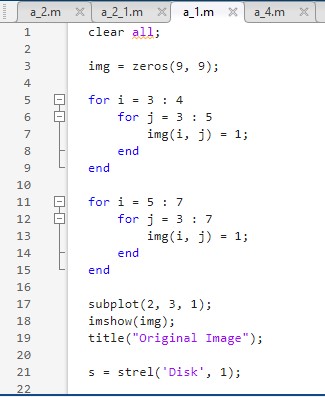 a_2.m a_2_1.m a_1.m a_4.m
1 clear all;
2
3 img = zeros(9, 9);
4
5 for i = 3 : 4
6 for j = 3 : 5
7 img(i, j) = 1;
8 end
9 end
10
11 for i = 5 : 7
12 for j = 3 : 7
13 img(i, j) = 1;
14 end
15 end
16
17 subplot(2, 3, 1);
18 imshow(img);
19 title("Original Image");
20
21 s = strel('Disk', 1);
22